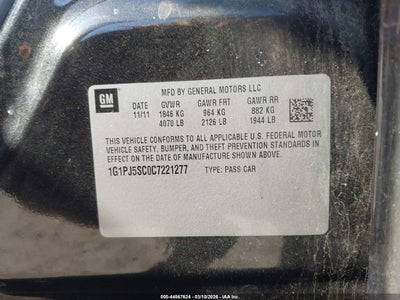 GM
MFD BY GENERAL MOTORS LLC
DATE GVWR GAWR FRT GAWR RR
11/11 1846 KG 964 KG 882 KG
4070 LB 2126 LB 1944 LB
THIS VEHICLE CONFORMS TO ALL APPLICABLE U.S. FEDERAL MOTOR
VEHICLE SAFETY, BUMPER, AND THEFT PREVENTION STANDARDS
IN EFFECT ON THE DATE OF MANUFACTURE SHOWN ABOVE.
1G1PJ5SC0C7221277 TYPE: PASS CAR
000-44567624 - 03/10/2026 - 000